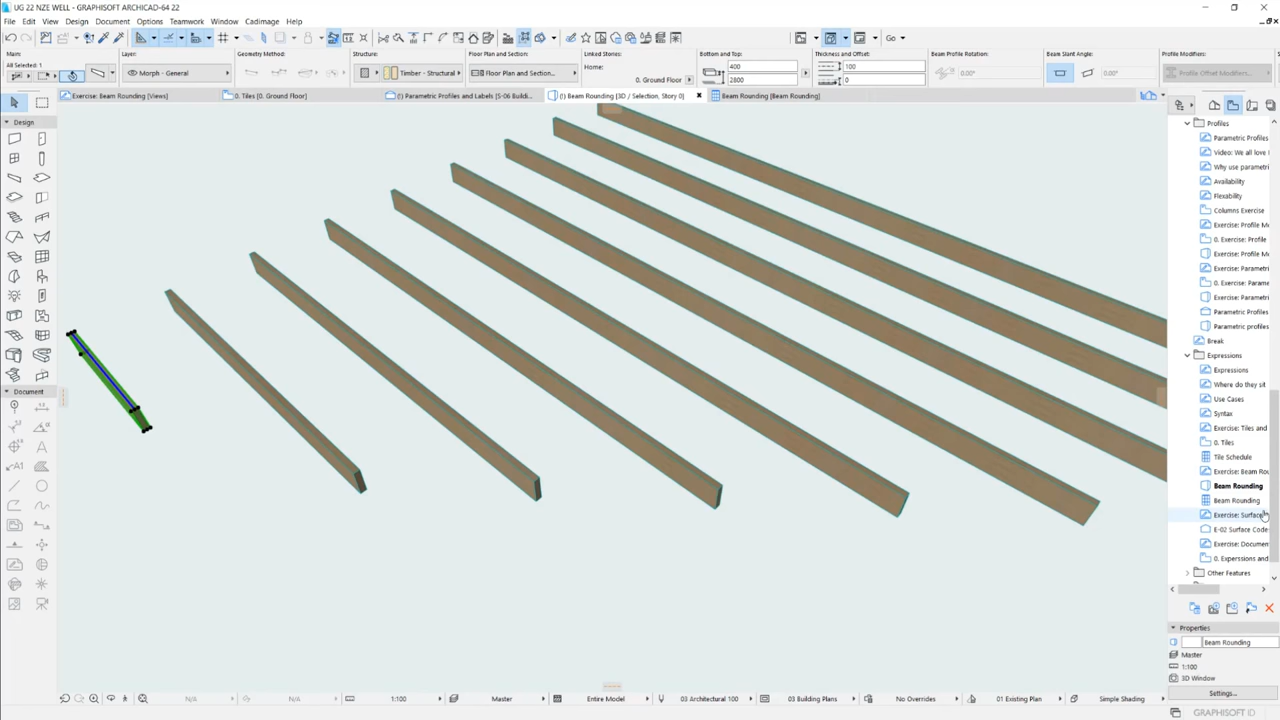 UG 22 NZE WELL - GRAPHISOFT ARCHICAD-64 22
File Edit View Design Document Options Teamwork Window Cadimage Help
Go
Main:
All Selected: 1
Layer:
Morph - General
Geometry Method:
Structure:
Timber - Structural
Floor Plan and Section:
Floor Plan and Section...
Linked Stories:
Home:
0. Ground Floor
Bottom and Top:
400
2800
Thickness and Offset:
100
0
Beam Profile Rotation:
0.00°
Beam Slant Angle:
0.00°
Profile Modifiers:
Profile Offset Modifiers...
Exercise: Beam Rounding [Views]
0. Tiles [0. Ground Floor]
(!) Parametric Profiles and Labels [S-06 Buildi...
(!) Beam Rounding [3D / Selection, Story 0]
Beam Rounding [Beam Rounding]
Design
Document
Profiles
Parametric Profiles
Video: We all love
Why use parametri
Availability
Flexability
Columns Exercise
Exercise: Profile M
0. Exercise: Profile
Exercise: Profile M
Exercise: Parametri
0. Exercise: Parame
Exercise: Parametri
Parametric Profiles
Parametric profiles
Break
Expressions
Expressions
Where do they sit
Use Cases
Syntax
Exercise: Tiles and
0. Tiles
Tile Schedule
Exercise: Beam Rou
Beam Rounding
Beam Rounding
Exercise: Surface
E-02 Surface Code
Exercise: Documen
0. Experssions and
Other Features
Properties
Beam Rounding
Master
1:100
3D Window
Settings...
N/A
N/A
1:100
Master
Entire Model
03 Architectural 100
03 Building Plans
No Overrides
01 Existing Plan
Simple Shading
GRAPHISOFT ID